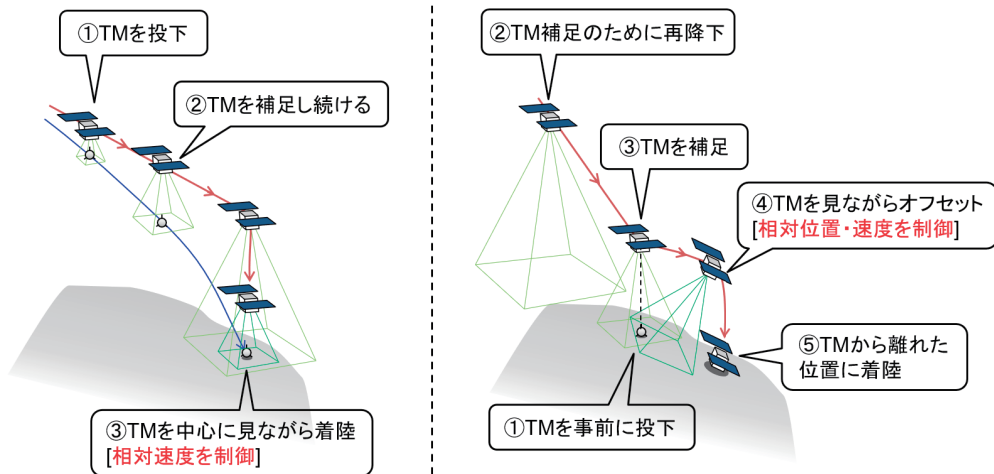 ①TMを投下
②TMを補足し続ける
③TMを中心に見ながら着陸
[相対速度を制御]
②TM補足のために再降下
③TMを補足
④TMを見ながらオフセット
[相対位置・速度を制御]
⑤TMから離れた
位置に着陸
①TMを事前に投下